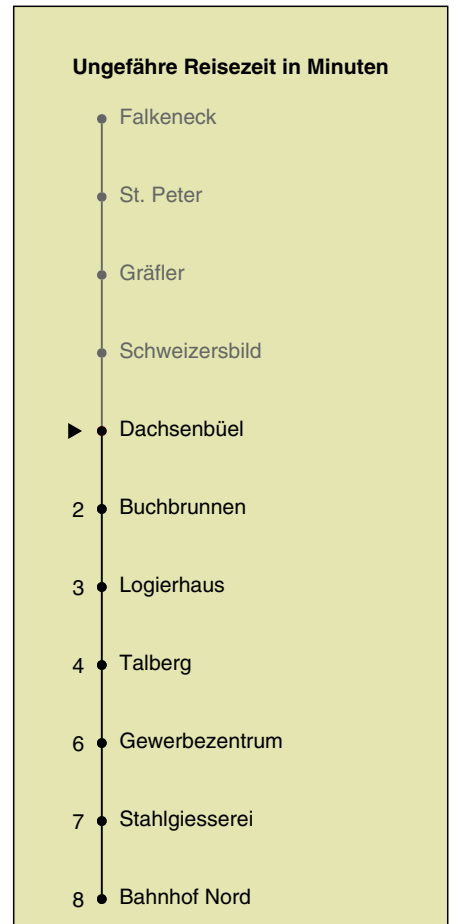 Ungefähre Reisezeit in Minuten
Falkeneck
St. Peter
Gräfler
Schweizersbild
Dachsenbüel
2 Buchbrunnen
3 Logierhaus
4 Talberg
6 Gewerbezentrum
7 Stahlgiesserei
8 Bahnhof Nord